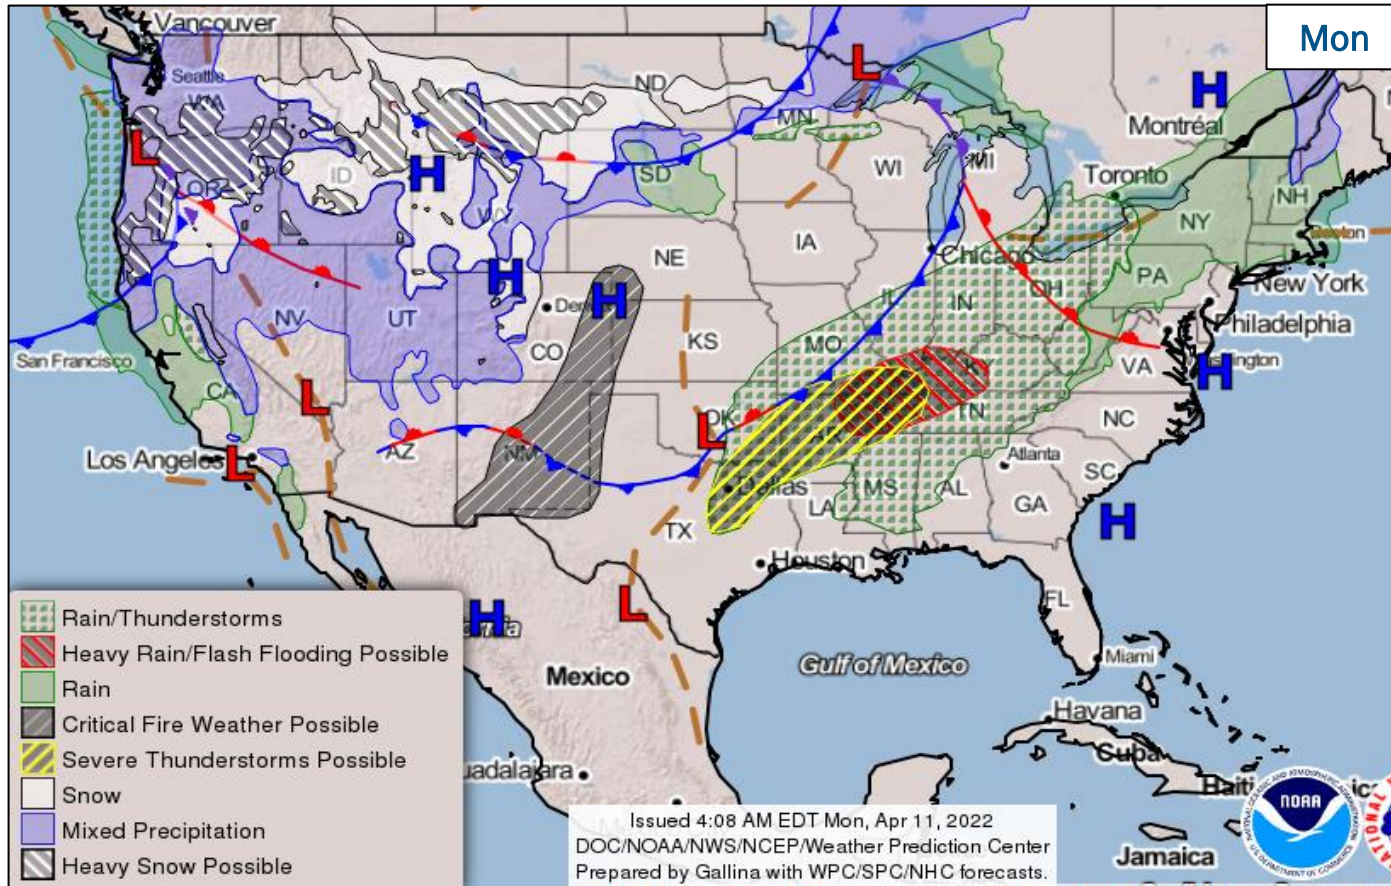 Mon
Vancouver
Seattle
WA
ND
MN
Montréal
MI
Toronto
OR
ID
SD
WI
NH
WY
NY
Boston
IA
Chicago
NE
PA
New York
IL
IN
OH
NV
UT
Philadelphia
CO
KS
MO
San Francisco
VA
Washington
CA
KY
OK
TN
NC
Los Angeles
AZ
NM
AR
Atlanta
SC
Dallas
MS
AL
LA
GA
TX
Houston
FL
H
L
Rain/Thunderstorms
Heavy Rain/Flash Flooding Possible
Rain
Critical Fire Weather Possible
Severe Thunderstorms Possible
Snow
Mixed Precipitation
Heavy Snow Possible
Mexico
Gulf of Mexico
Miami
Havana
Cuba
Haiti
uadalajara
Jamaica
Issued 4:08 AM EDT Mon, Apr 11, 2022
DOC/NOAA/NWS/NCEP/Weather Prediction Center
Prepared by Gallina with WPC/SPC/NHC forecasts.
NOAA